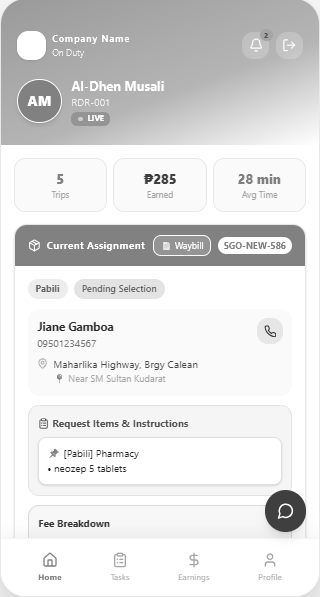 Company Name
On Duty
2
AM
Al-Dhen Musali
RDR-001
LIVE
5
Trips
₱285
Earned
28 min
Avg Time
Current Assignment
Waybill
SGO-NEW-586
Pabili
Pending Selection
Jiane Gamboa
09501234567
Maharlika Highway, Brgy Calean
Near SM Sultan Kudarat
Request Items & Instructions
[Pabili] Pharmacy
• neozep 5 tablets
Fee Breakdown
Home
Tasks
Earnings
Profile